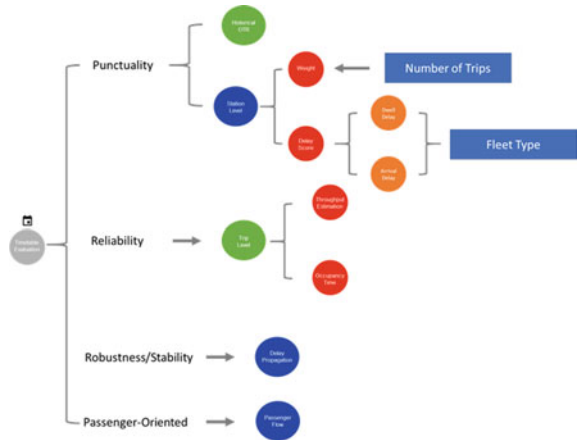 Historical
OTR
Punctuality
Station
Level
Weight
Number of Trips
Delay
Score
Dwell
Delay
Fleet Type
Arrival
Delay
Throughput
Estimation
Timetable
Evaluation
Reliability
Trip
Level
Occupancy
Time
Robustness/Stability
Delay
Propagation
Passenger-Oriented
Passenger
Flow